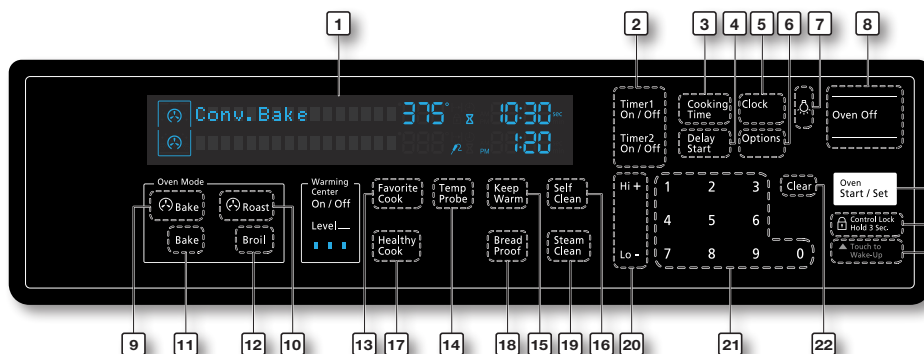 1 2 3 4 5 6 7 8
Conv.Bake 375° 10:30 sec
PM 1:20
Timer1
On / Off
Timer2
On / Off
Cooking
Time
Delay
Start
Clock
Options
Oven Off
Oven Mode
Bake
Roast
Bake
Broil
Warming
Center
On / Off
Level
Favorite
Cook
Healthy
Cook
Temp
Probe
Keep
Warm
Bread
Proof
Self
Clean
Steam
Clean
Hi +
Lo -
1 2 3
4 5 6
7 8 9 0
Clear
Oven
Start / Set
Control Lock
Hold 3 Sec.
Touch to
Wake-Up
9 11 12 10 13 17 14 18 15 19 16 20 21 22